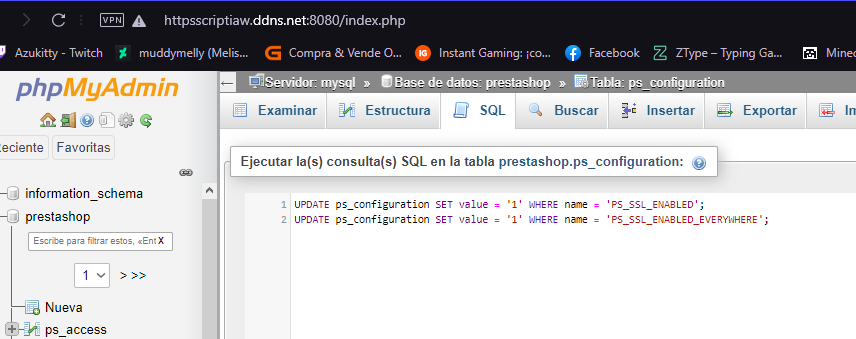 VPN httpsscriptiaw.ddns.net:8080/index.php
Azukitty - Twitch muddymelly (Melis... Compra & Vende O... Instant Gaming: ¡co... Facebook ZType – Typing Ga... Minec
phpMyAdmin
Servidor: mysql » Base de datos: prestashop » Tabla: ps_configuration
Examinar Estructura SQL Buscar Insertar Exportar Im
eciente Favoritas
Ejecutar la(s) consulta(s) SQL en la tabla prestashop.ps_configuration:
information_schema
prestashop
Escribe para filtrar estos, «Ent X
1 > >>
Nueva
ps_access
1 UPDATE ps_configuration SET value = '1' WHERE name = 'PS_SSL_ENABLED';
2 UPDATE ps_configuration SET value = '1' WHERE name = 'PS_SSL_ENABLED_EVERYWHERE';